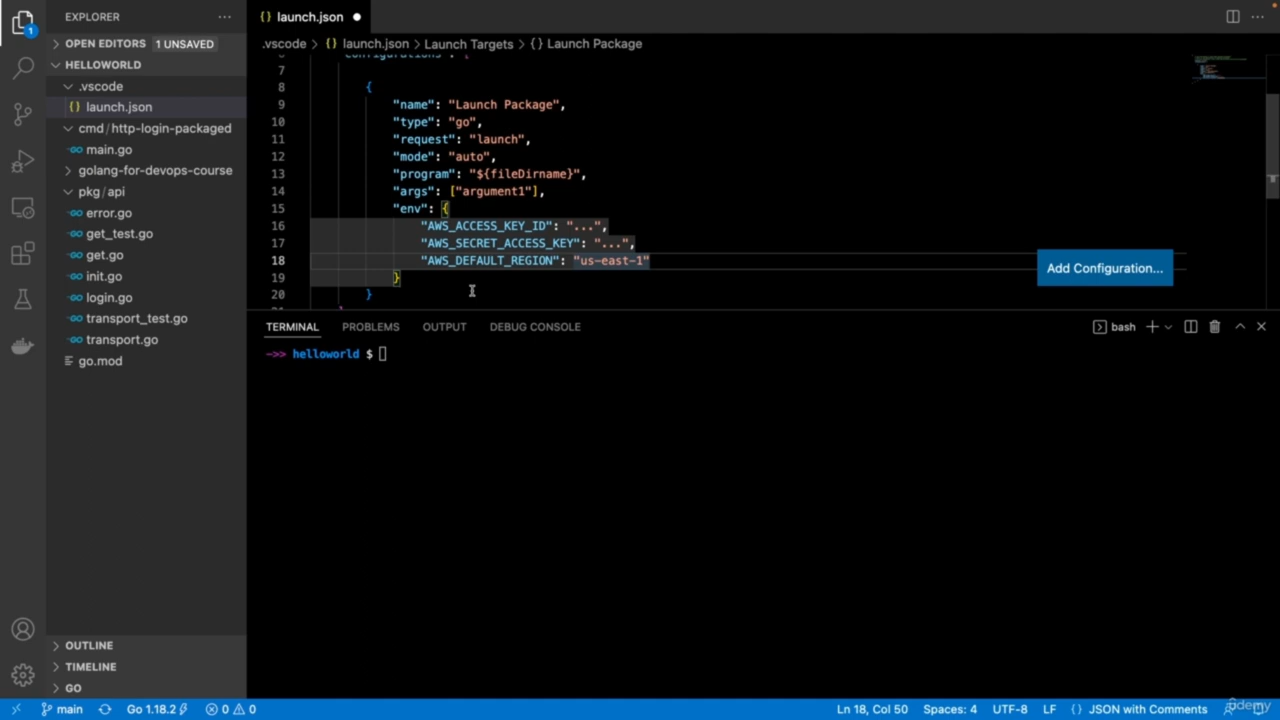 EXPLORER
launch.json
OPEN EDITORS 1 UNSAVED
.vscode > launch.json > Launch Targets > {} Launch Package
HELLOWORLD
.vscode
launch.json
cmd / http-login-packaged
main.go
golang-for-devops-course
pkg / api
error.go
get_test.go
get.go
init.go
login.go
transport_test.go
transport.go
go.mod
OUTLINE
TIMELINE
GO
6 configurations": [
7
8 {
9 "name": "Launch Package",
10 "type": "go",
11 "request": "launch",
12 "mode": "auto",
13 "program": "${fileDirname}",
14 "args": ["argument1"],
15 "env": {
16 "AWS_ACCESS_KEY_ID": "...",
17 "AWS_SECRET_ACCESS_KEY": "...",
18 "AWS_DEFAULT_REGION": "us-east-1"
19 }
20 }
Add Configuration...
TERMINAL PROBLEMS OUTPUT DEBUG CONSOLE
bash
->> helloworld $
1
main Go 1.18.2 0 0 Ln 18, Col 50 Spaces: 4 UTF-8 LF {} JSON with Comments
udemy